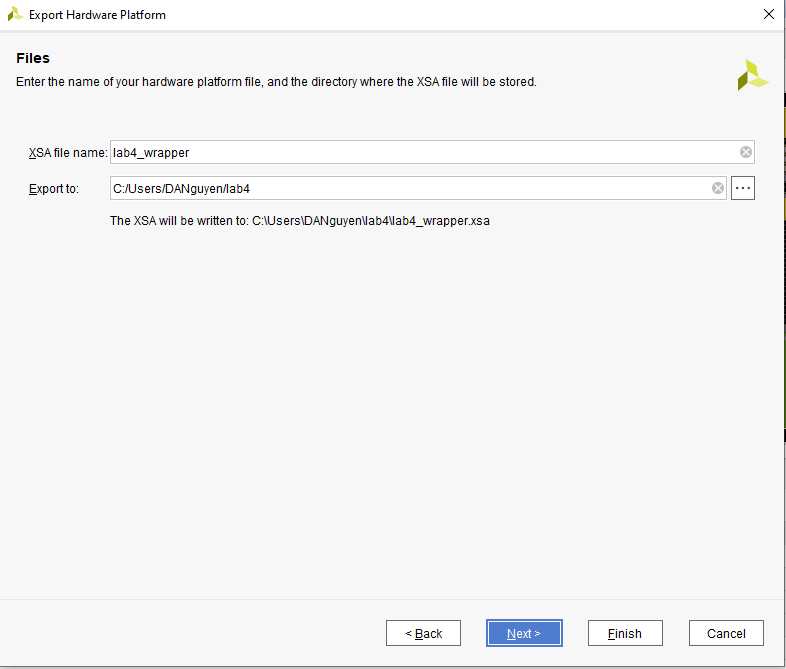 Export Hardware Platform
Files
Enter the name of your hardware platform file, and the directory where the XSA file will be stored.
XSA file name: lab4_wrapper
Export to: C:/Users/DANguyen/lab4
The XSA will be written to: C:\Users\DANguyen\lab4\lab4_wrapper.xsa
< Back Next > Finish Cancel